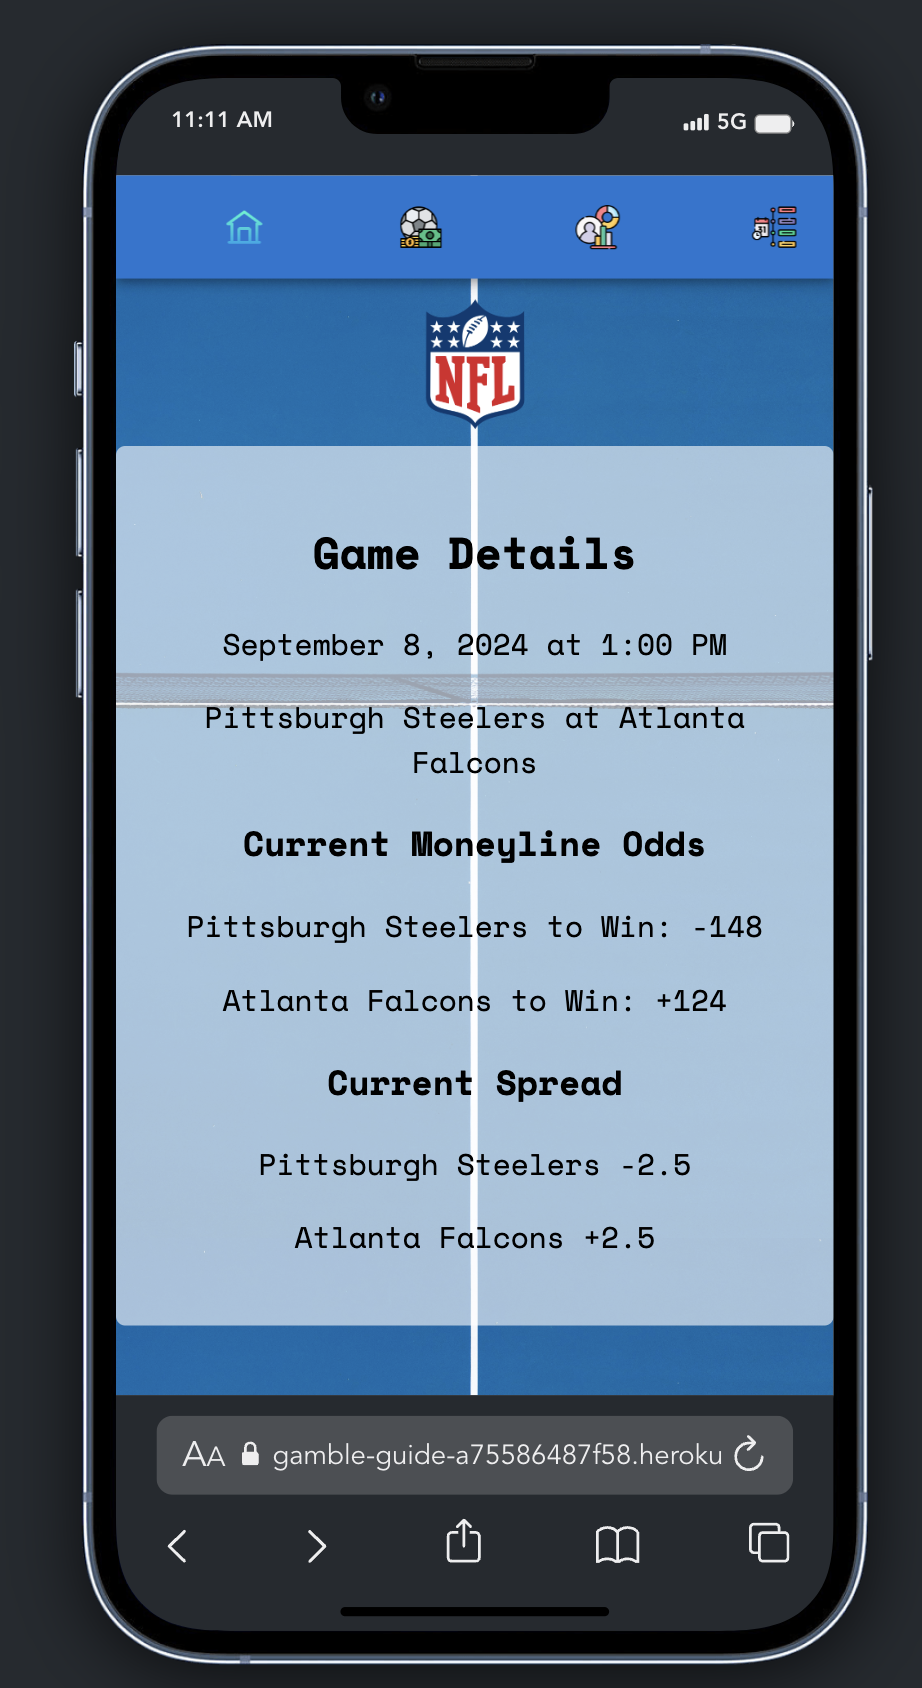 11:11 AM
5G
31
NFL
Game Details
September 8, 2024 at 1:00 PM
Pittsburgh Steelers at Atlanta
Falcons
Current Moneyline Odds
Pittsburgh Steelers to Win: -148
Atlanta Falcons to Win: +124
Current Spread
Pittsburgh Steelers -2.5
Atlanta Falcons +2.5
AA gamble-guide-a75586487f58.heroku